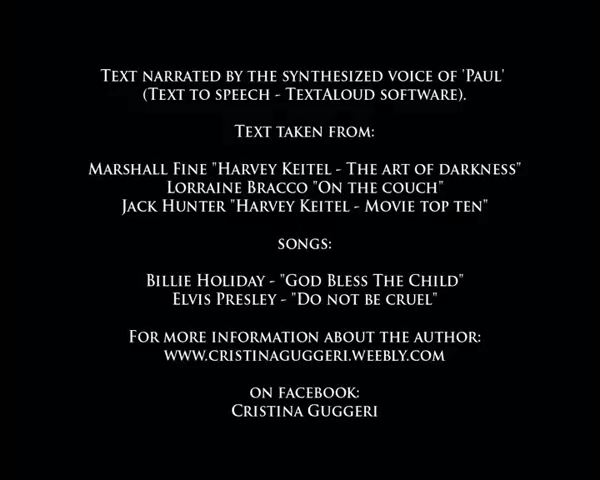 Text narrated by the synthesized voice of 'Paul'
(Text to speech - TextAloud software).
Text taken from:
Marshall Fine "Harvey Keitel - The art of darkness"
Lorraine Bracco "On the couch"
Jack Hunter "Harvey Keitel - Movie top ten"
songs:
Billie Holiday - "God Bless The Child"
Elvis Presley - "Do not be cruel"
For more information about the author:
www.cristinaguggeri.weebly.com
on facebook:
Cristina Guggeri